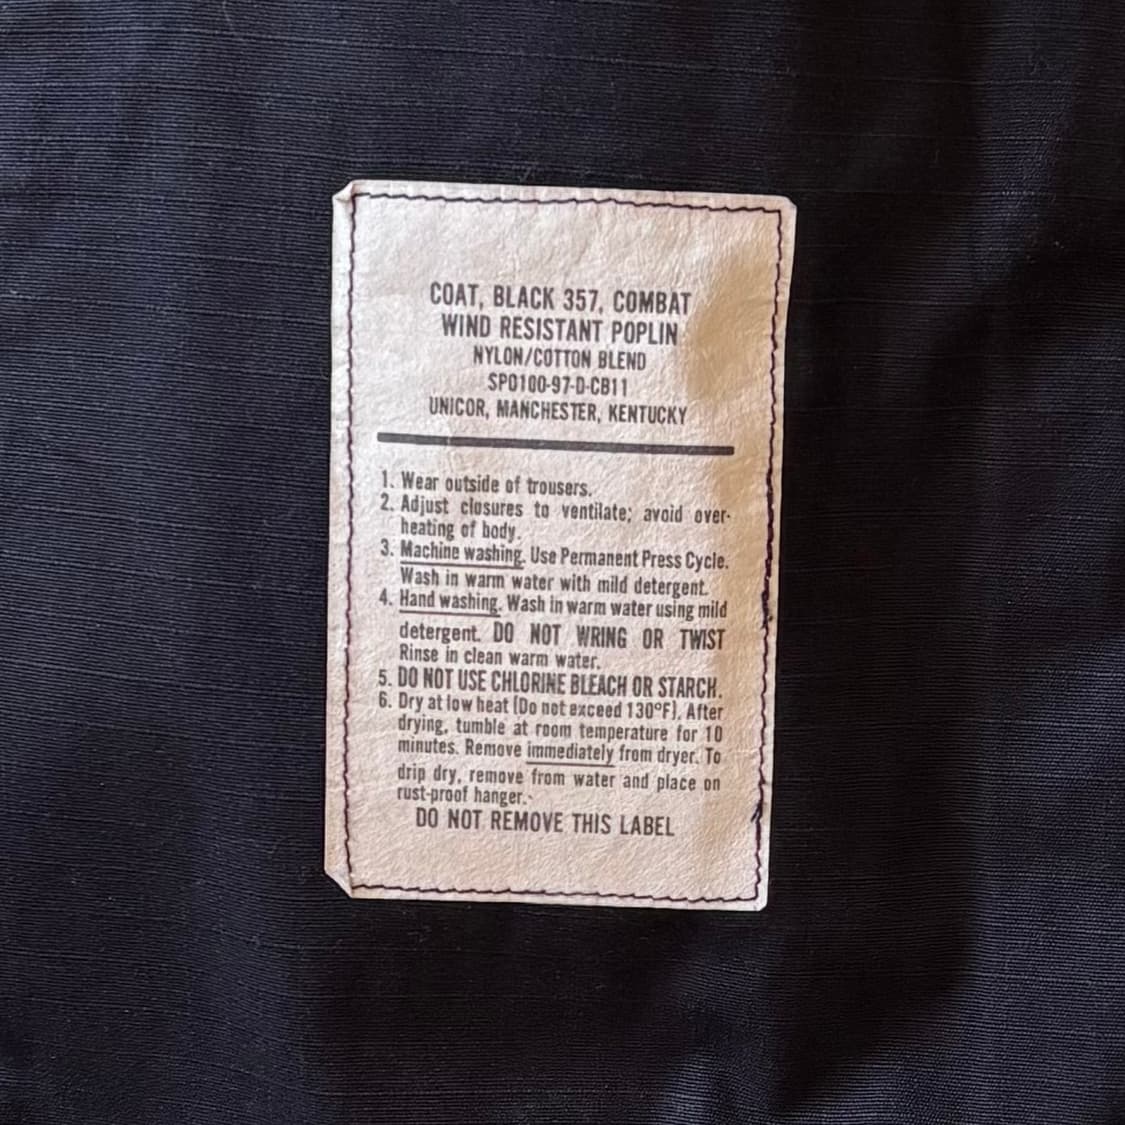 COAT, BLACK 357, COMBAT
WIND RESISTANT POPLIN
NYLON/COTTON BLEND
SPO100-97-D-CB11
UNICOR, MANCHESTER, KENTUCKY
1. Wear outside of trousers.
2. Adjust closures to ventilate; avoid over-
heating of body.
3. Machine washing. Use Permanent Press Cycle.
Wash in warm water with mild detergent.
4. Hand washing. Wash in warm water using mild
detergent. DO NOT WRING OR TWIST
Rinse in clean warm water.
5. DO NOT USE CHLORINE BLEACH OR STARCH.
6. Dry at low heat (Do not exceed 130°F). After
drying, tumble at room temperature for 10
minutes. Remove immediately from dryer. To
drip dry, remove from water and place on
rust-proof hanger.
DO NOT REMOVE THIS LABEL